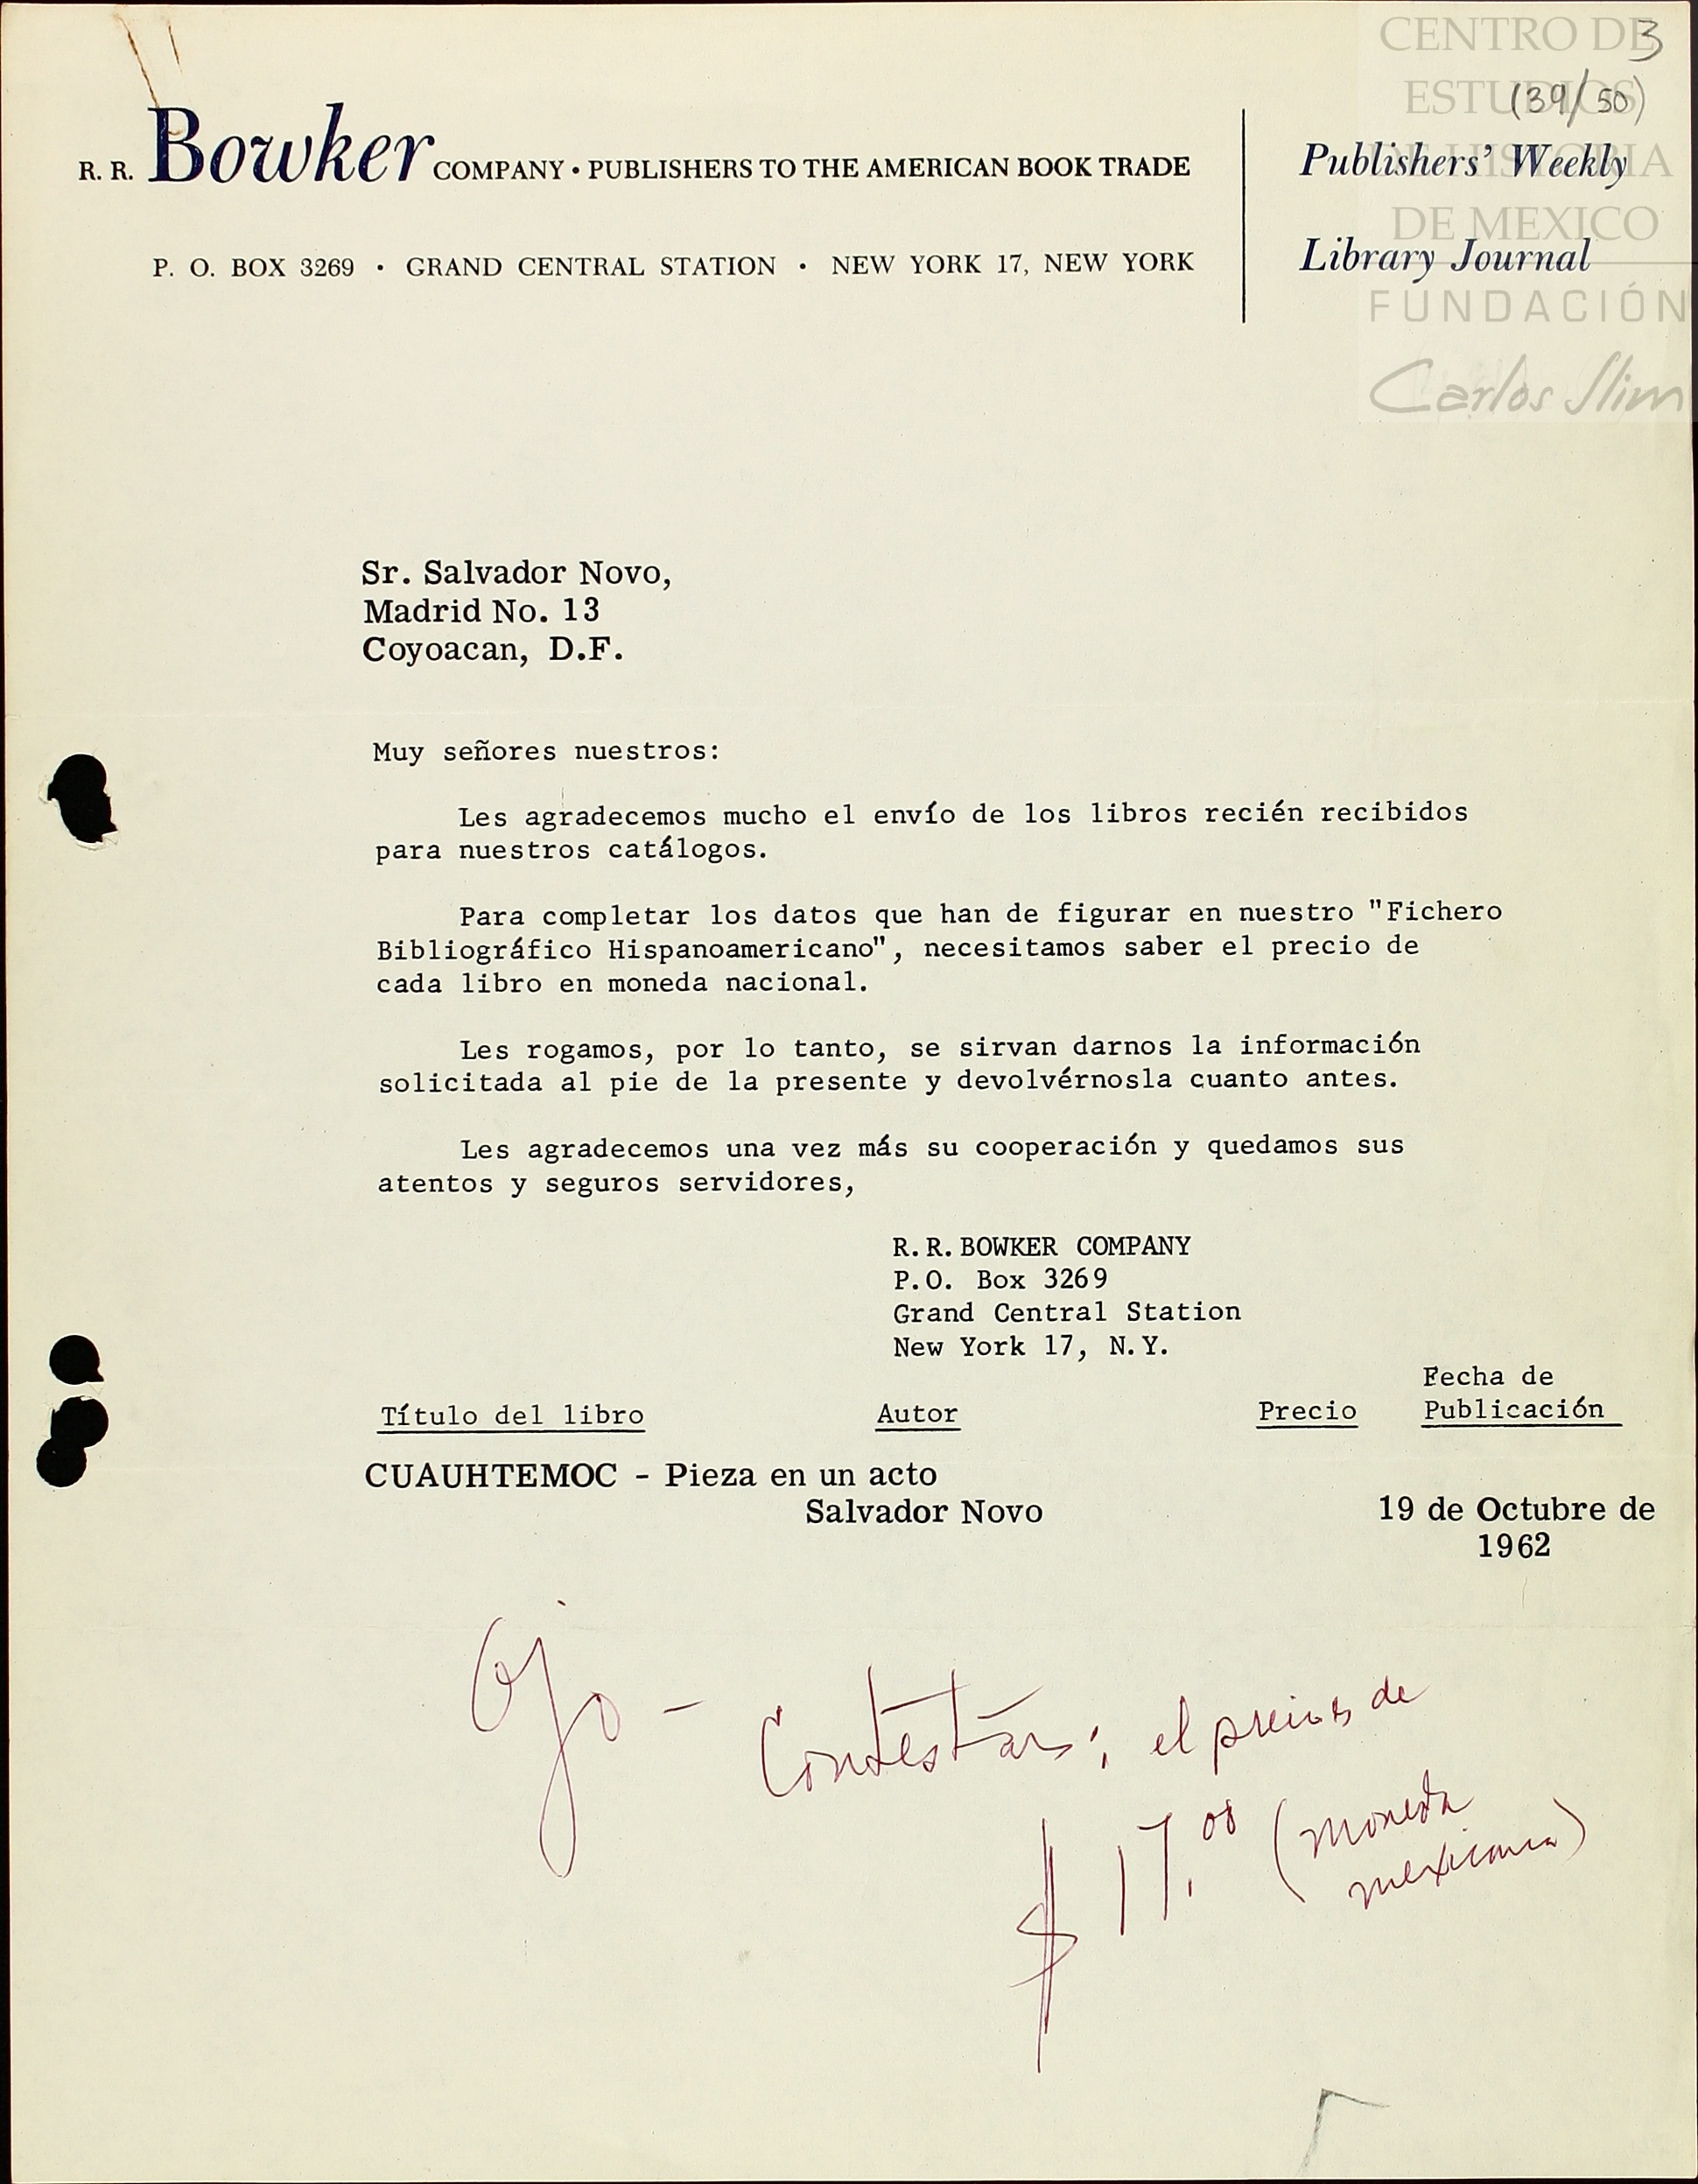 CENTRO DE
3
ESTUDIOS
(39/50)
R. R. Bowker COMPANY • PUBLISHERS TO THE AMERICAN BOOK TRADE
Publishers' Weekly
DE HISTORIA
DE MEXICO
P. O. BOX 3269 • GRAND CENTRAL STATION • NEW YORK 17, NEW YORK
Library Journal
FUNDACIÓN
Carlos Slim
Sr. Salvador Novo,
Madrid No. 13
Coyoacan, D.F.
Muy señores nuestros:
Les agradecemos mucho el envío de los libros recién recibidos
para nuestros catálogos.
Para completar los datos que han de figurar en nuestro "Fichero
Bibliográfico Hispanoamericano", necesitamos saber el precio de
cada libro en moneda nacional.
Les rogamos, por lo tanto, se sirvan darnos la información
solicitada al pie de la presente y devolvérnosla cuanto antes.
Les agradecemos una vez más su cooperación y quedamos sus
atentos y seguros servidores,
R.R. BOWKER COMPANY
P.O. Box 3269
Grand Central Station
New York 17, N.Y.
Título del libro Autor Precio Fecha de
Publicación
CUAUHTEMOC - Pieza en un acto
Salvador Novo 19 de Octubre de
1962
Ojo - Contestar: el precio es de
$ 17.00 (moneda
mexicana)